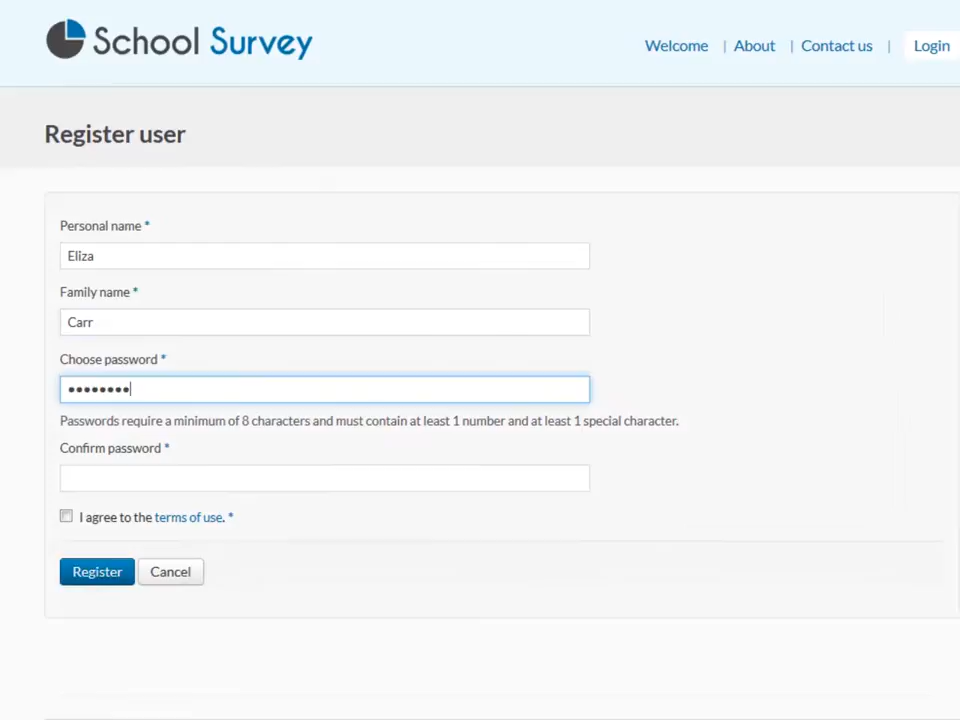 School Survey
Welcome | About | Contact us | Login
Register user
Personal name *
Eliza
Family name *
Carr
Choose password *
••••••••
Passwords require a minimum of 8 characters and must contain at least 1 number and at least 1 special character.
Confirm password *
I agree to the terms of use. *
Register Cancel